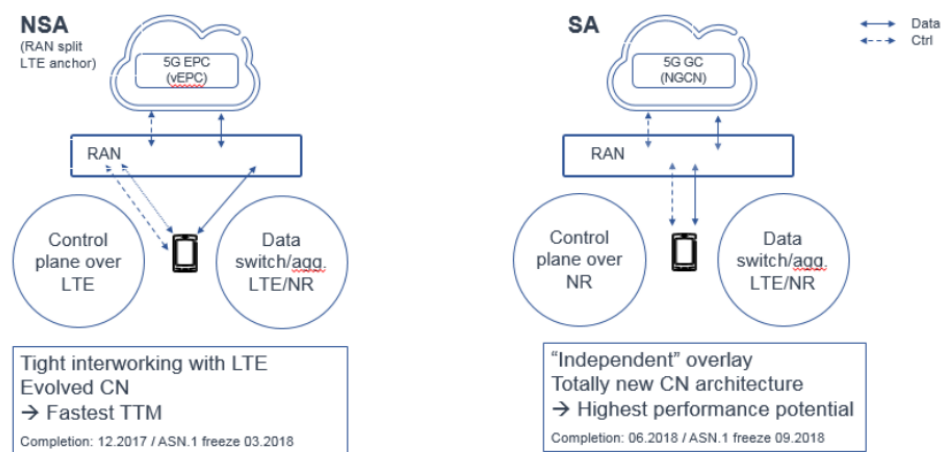 NSA
(RAN split
LTE anchor)
5G EPC
(vEPC)
RAN
Control
plane over
LTE
Data
switch/agg.
LTE/NR
Tight interworking with LTE
Evolved CN
→ Fastest TTM
Completion: 12.2017 / ASN.1 freeze 03.2018
SA
5G GC
(NGCN)
Data
Ctrl
RAN
Control
plane over
NR
Data
switch/agg.
LTE/NR
“Independent” overlay
Totally new CN architecture
→ Highest performance potential
Completion: 06.2018 / ASN.1 freeze 09.2018